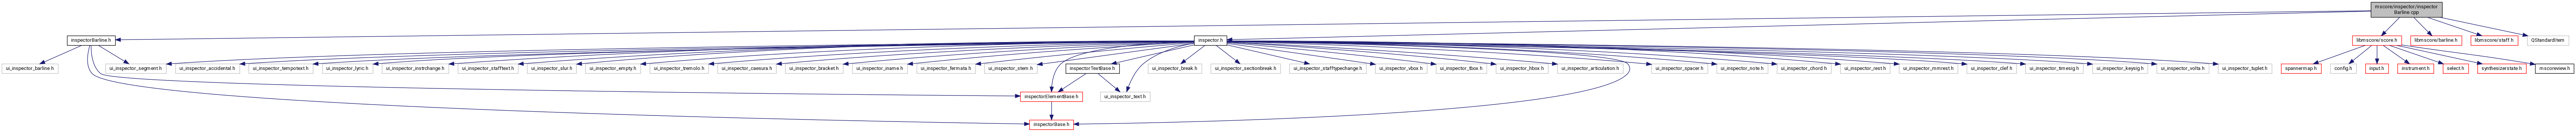 mscore/inspector/inspector
Barline.cpp
inspectorBarline.h
inspector.h
libmscore/score.h
libmscore/barline.h
libmscore/staff.h
QStandardItem
ui_inspector_barline.h
ui_inspector_segment.h
ui_inspector_accidental.h
ui_inspector_tempotext.h
ui_inspector_lyric.h
ui_inspector_instrchange.h
ui_inspector_stafftext.h
ui_inspector_slur.h
ui_inspector_empty.h
ui_inspector_tremolo.h
ui_inspector_caesura.h
ui_inspector_bracket.h
ui_inspector_iname.h
ui_inspector_fermata.h
ui_inspector_stem.h
inspectorTextBase.h
ui_inspector_break.h
ui_inspector_sectionbreak.h
ui_inspector_stafftypechange.h
ui_inspector_vbox.h
ui_inspector_tbox.h
ui_inspector_hbox.h
ui_inspector_articulation.h
ui_inspector_spacer.h
ui_inspector_note.h
ui_inspector_chord.h
ui_inspector_rest.h
ui_inspector_mmrest.h
ui_inspector_clef.h
ui_inspector_timesig.h
ui_inspector_keysig.h
ui_inspector_volta.h
ui_inspector_tuplet.h
spannermap.h
config.h
input.h
instrument.h
select.h
synthesizerstate.h
mscoreview.h
inspectorElementBase.h
ui_inspector_text.h
inspectorBase.h